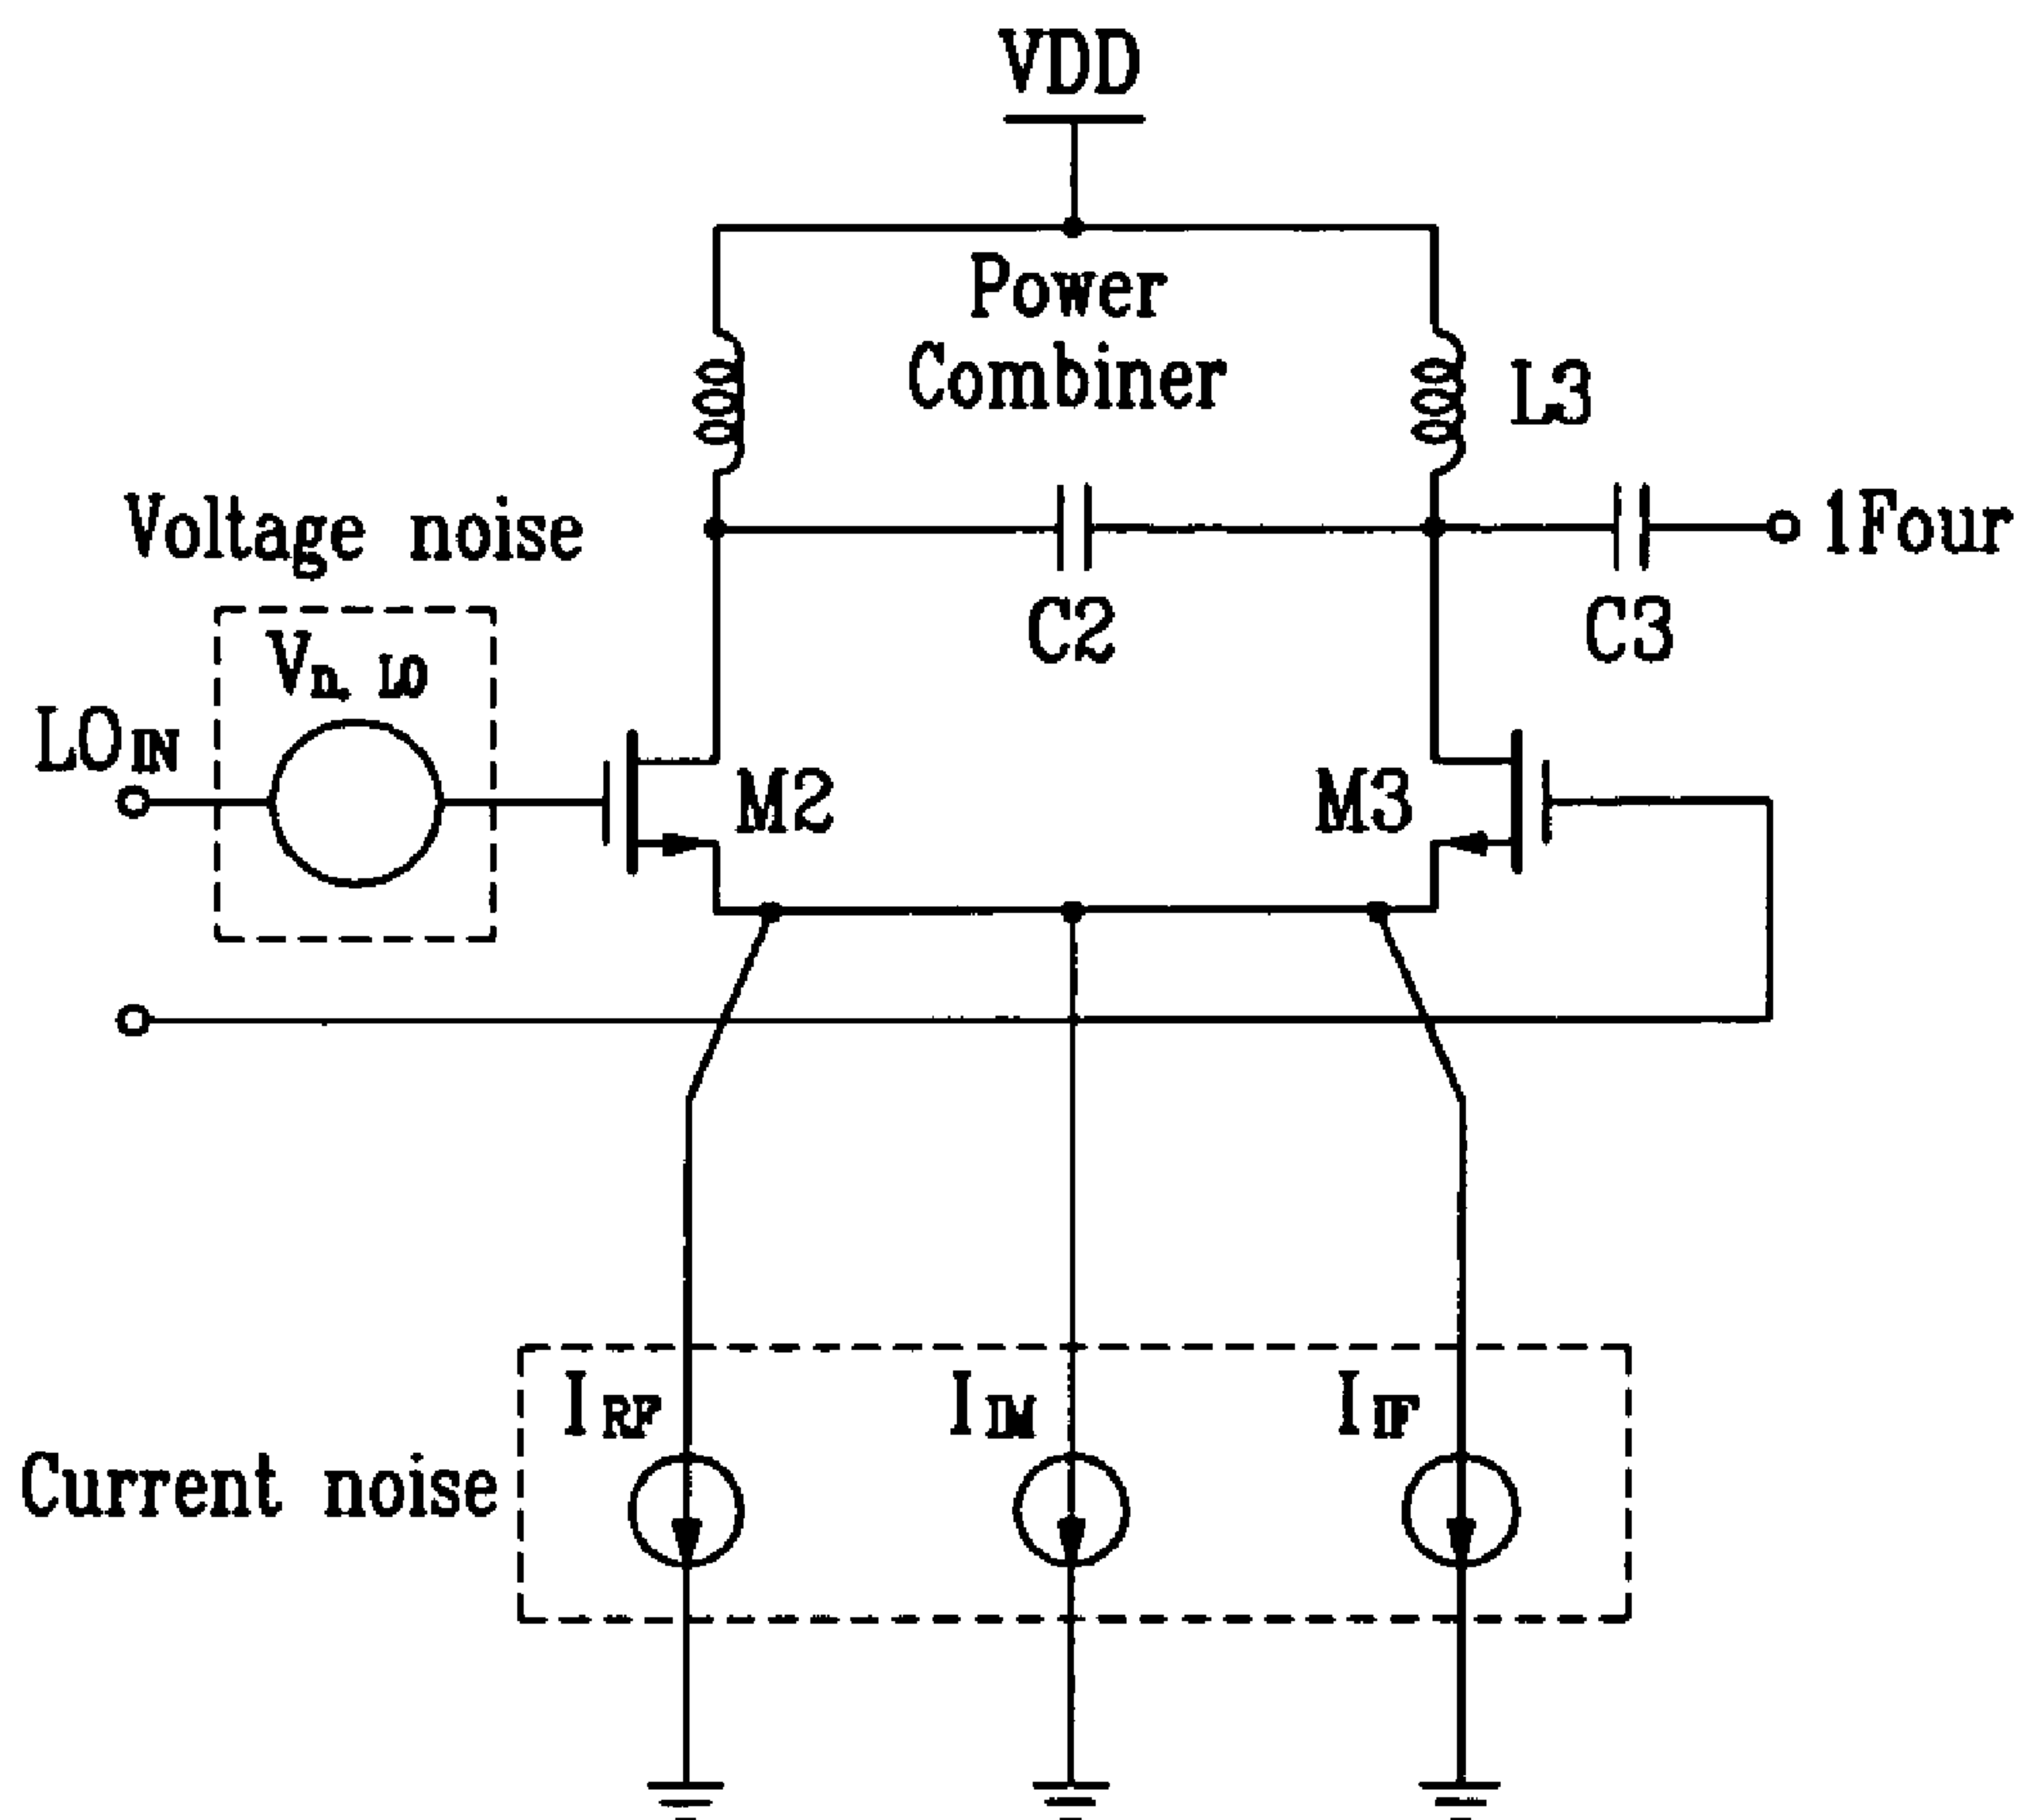 VDD
Power
Combiner
L3
Voltage noise
1Four
C2
C3
Vn, LO
LOIN
M2
M3
IRF
IIM
IIF
Current noise